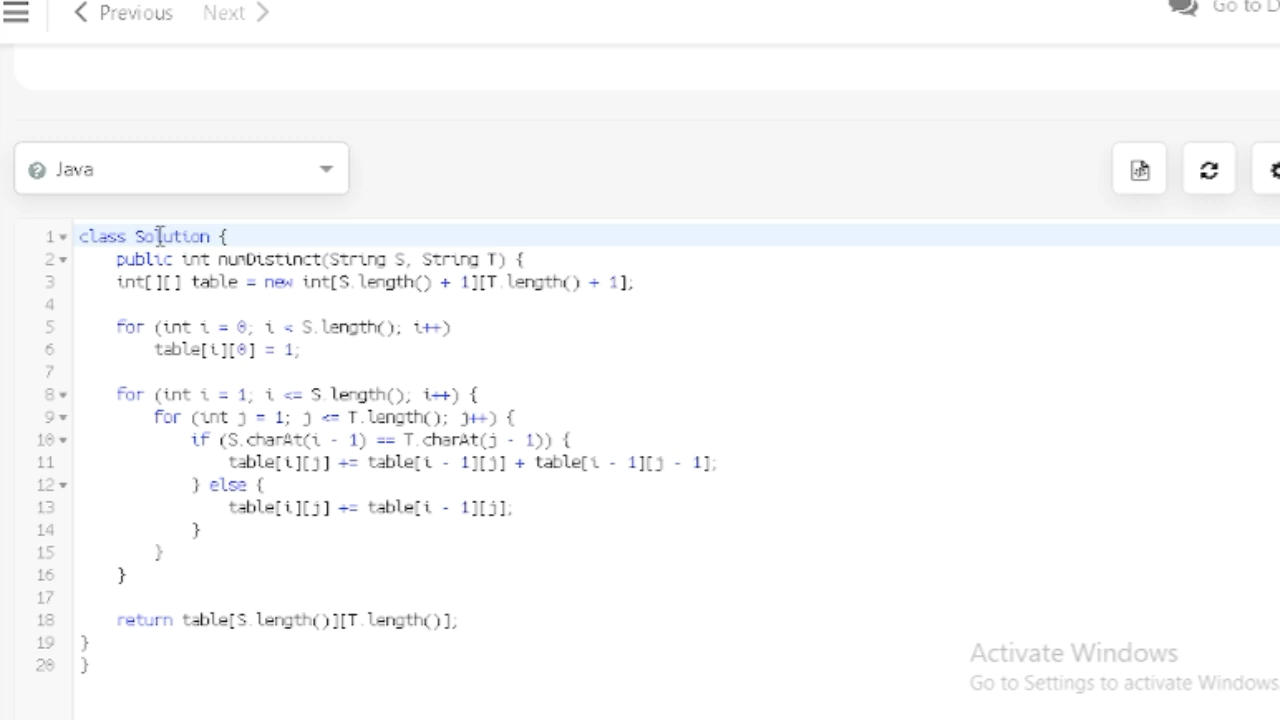 Previous Next Go to D
Java
1 class Solution {
2 public int numDistinct(String S, String T) {
3 int[][] table = new int[S.length() + 1][T.length() + 1];
4
5 for (int i = 0; i < S.length(); i++)
6 table[i][0] = 1;
7
8 for (int i = 1; i <= S.length(); i++) {
9 for (int j = 1; j <= T.length(); j++) {
10 if (S.charAt(i - 1) == T.charAt(j - 1)) {
11 table[i][j] += table[i - 1][j] + table[i - 1][j - 1];
12 } else {
13 table[i][j] += table[i - 1][j];
14 }
15 }
16 }
17
18 return table[S.length()][T.length()];
19 }
20 }
Activate Windows
Go to Settings to activate Windows.